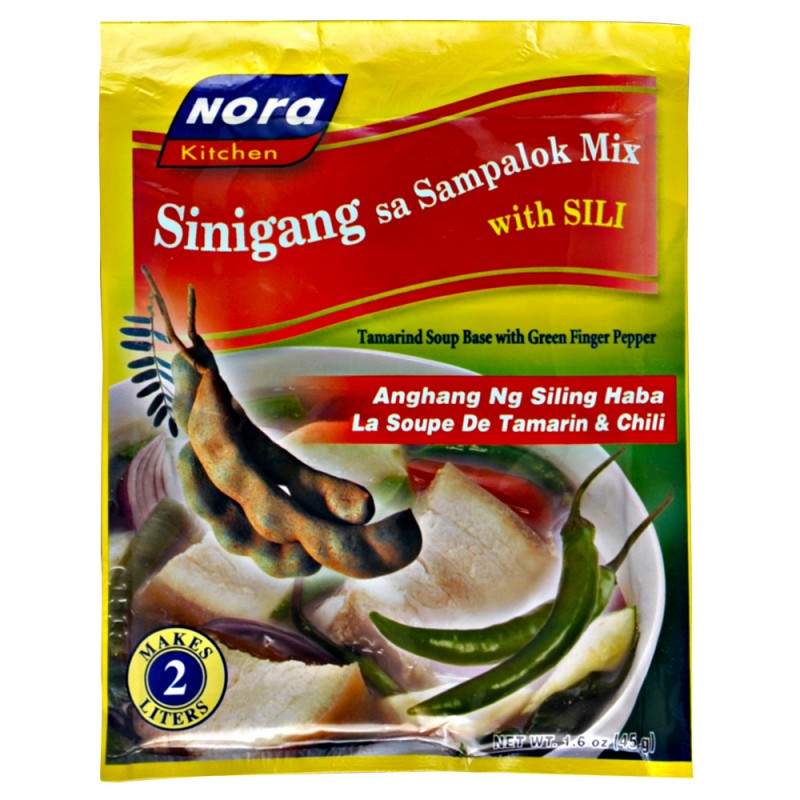 Nora
Kitchen
Sinigang sa Sampalok Mix
with SILI
Tamarind Soup Base with Green Finger Pepper
Anghang Ng Siling Haba
La Soupe De Tamarin & Chili
MAKES
2
LITERS
NET WT. 1.6 oz (45 g)